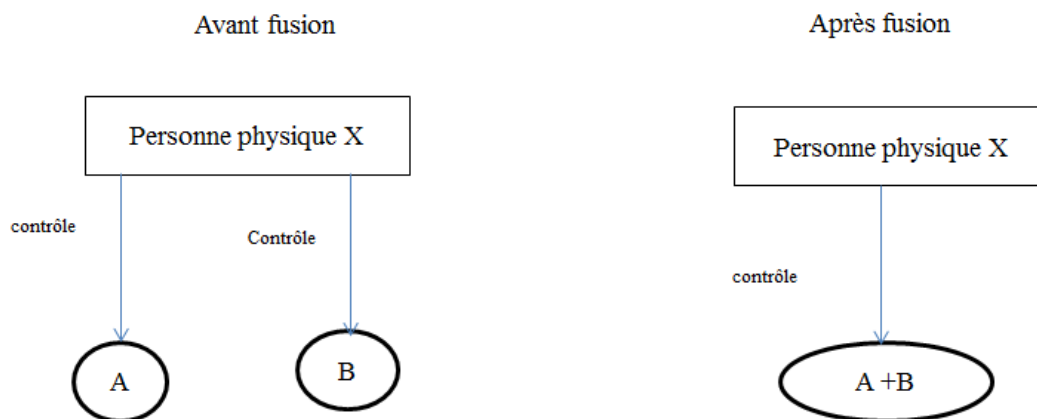 Avant fusion
Personne physique X
contrôle
Contrôle
A
B
Après fusion
Personne physique X
contrôle
A +B